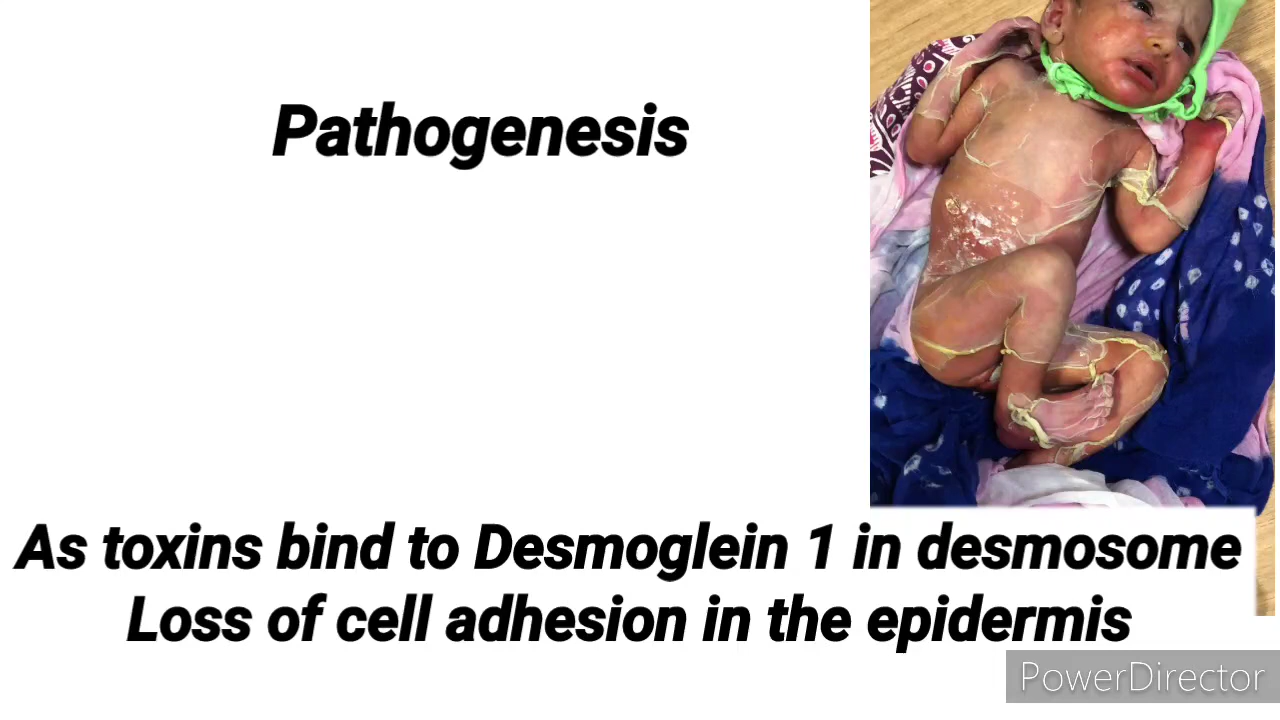 Pathogenesis
As toxins bind to Desmoglein 1 in desmosome
Loss of cell adhesion in the epidermis
PowerDirector